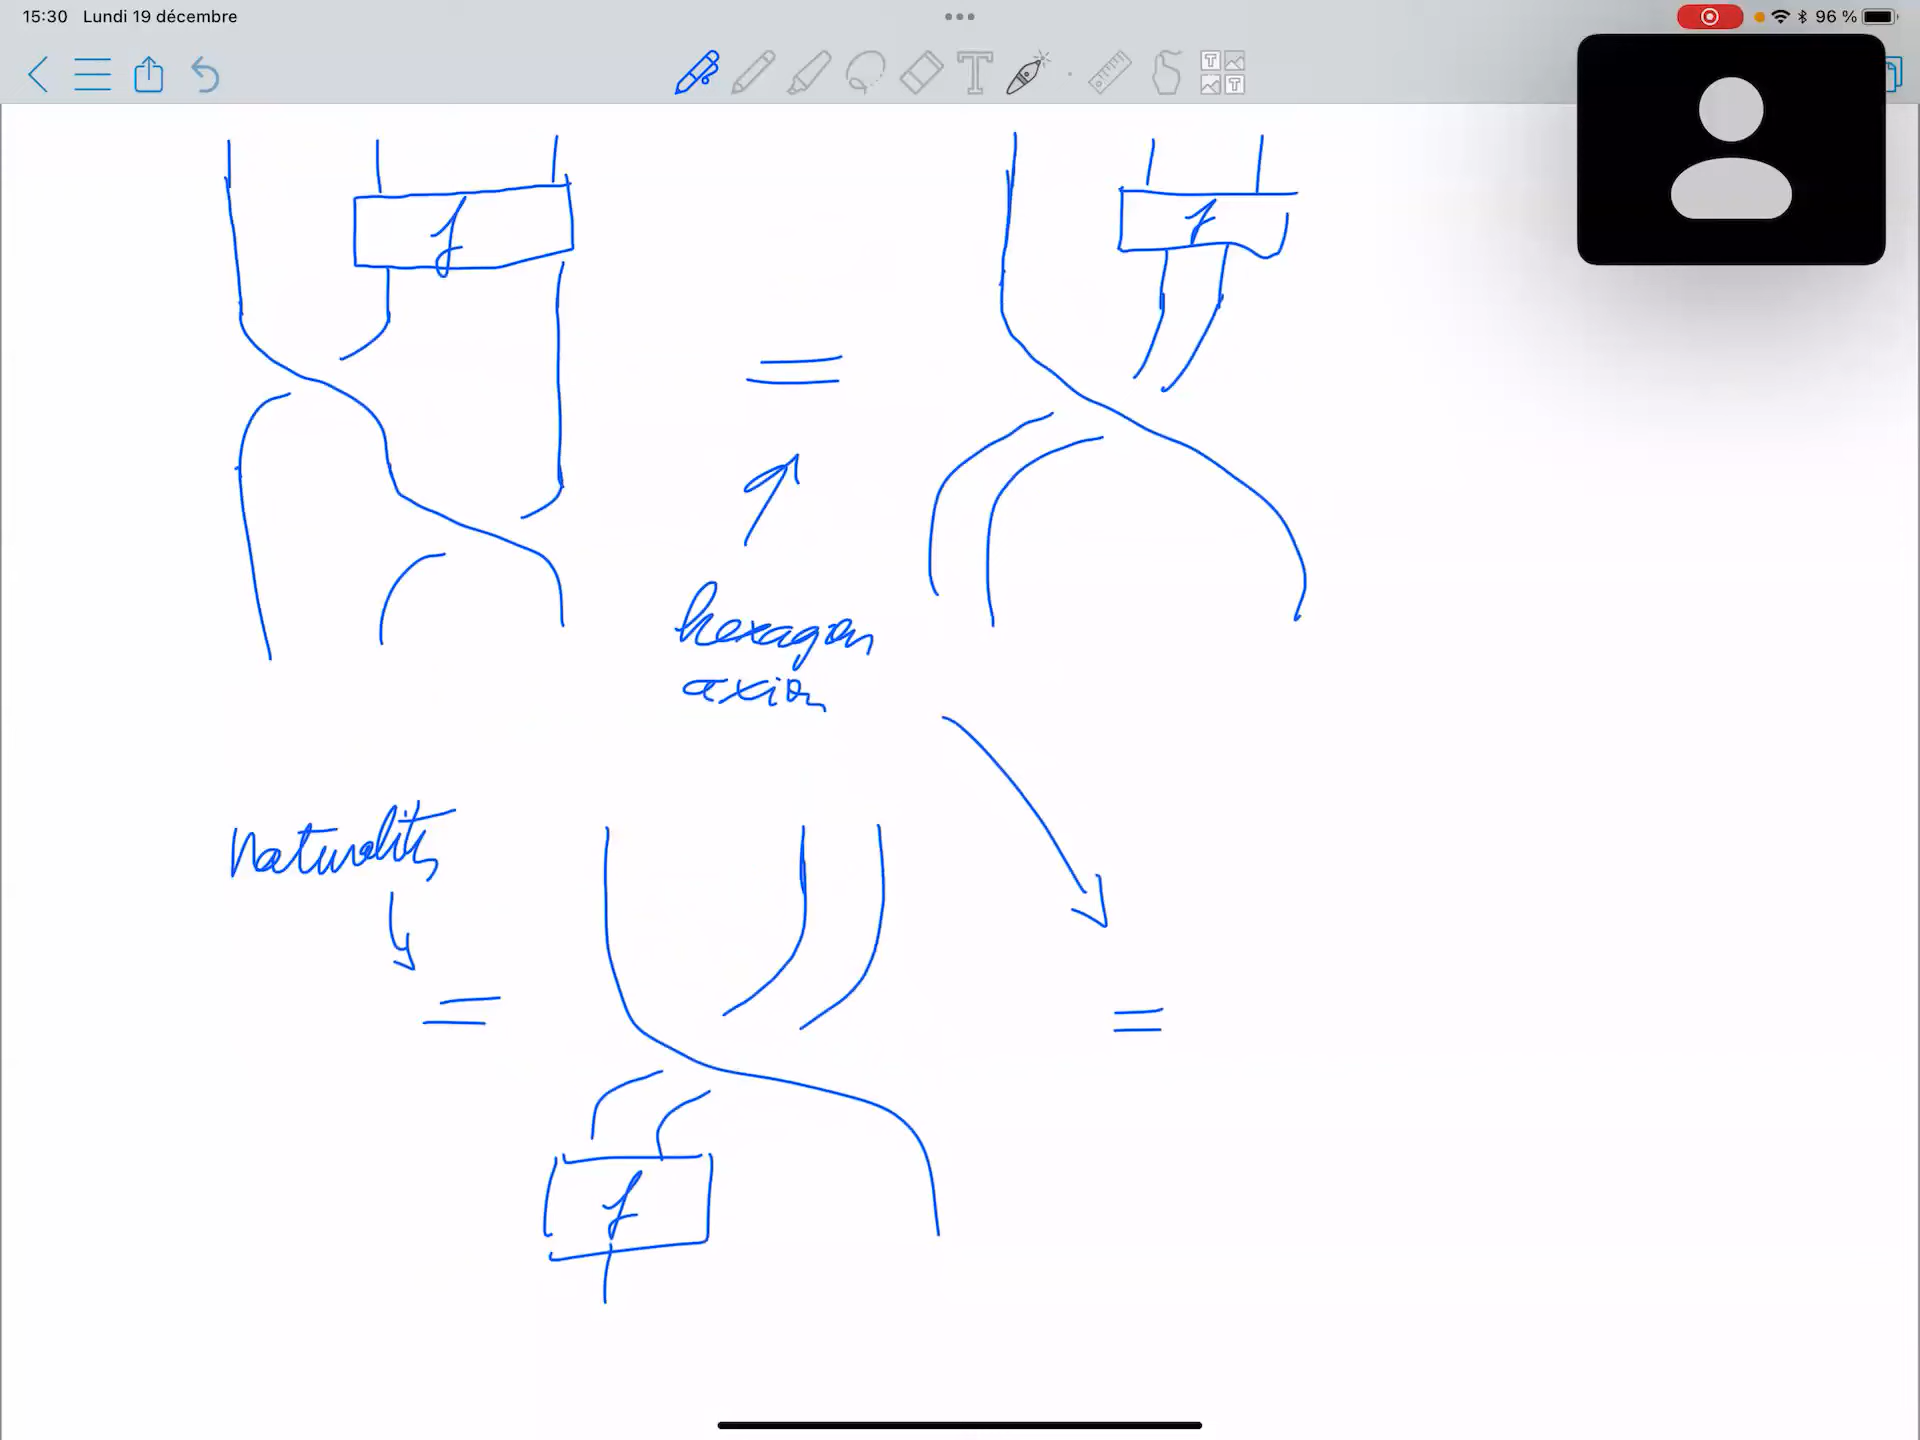 15:30 Lundi 19 décembre
96 %
f
f
=
hexagon
axiom
naturality
=
=
f